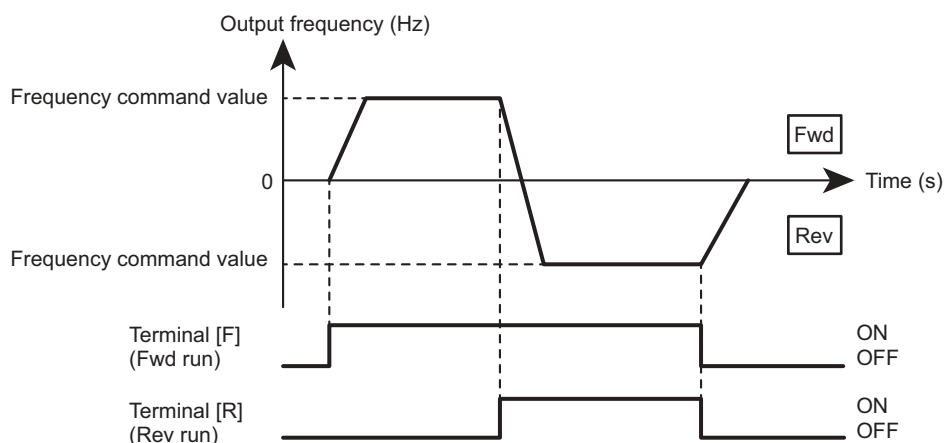 Output frequency (Hz)
Frequency command value
Fwd
0
Time (s)
Rev
Frequency command value
Terminal [F]
(Fwd run)
ON
OFF
Terminal [R]
(Rev run)
ON
OFF